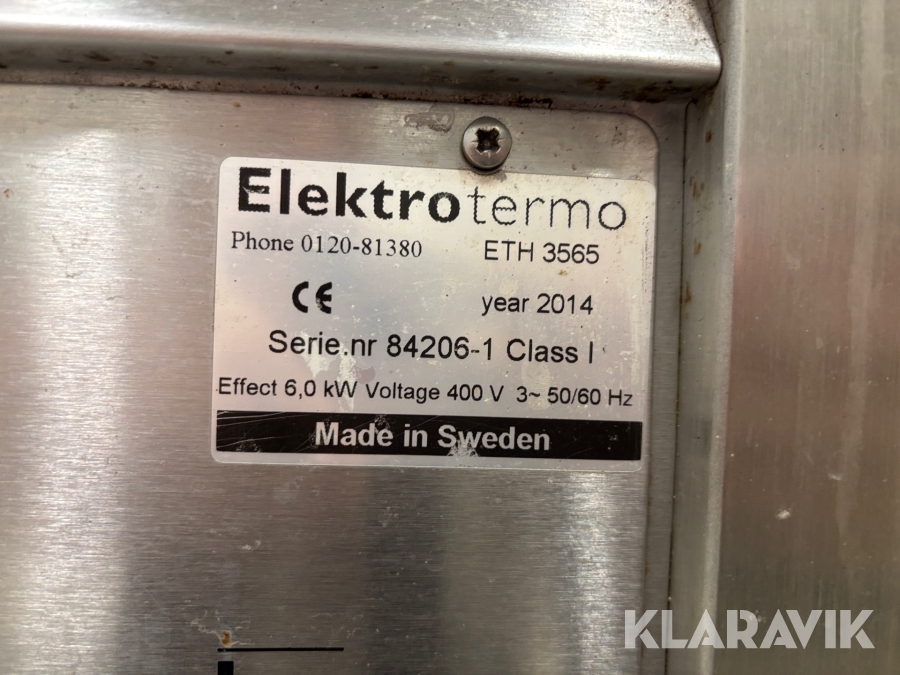 Elektrotermo
Phone 0120-81380 ETH 3565
CE year 2014
Serie.nr 84206-1 Class I
Effect 6,0 kW Voltage 400 V 3~ 50/60 Hz
Made in Sweden
KLARAVIK